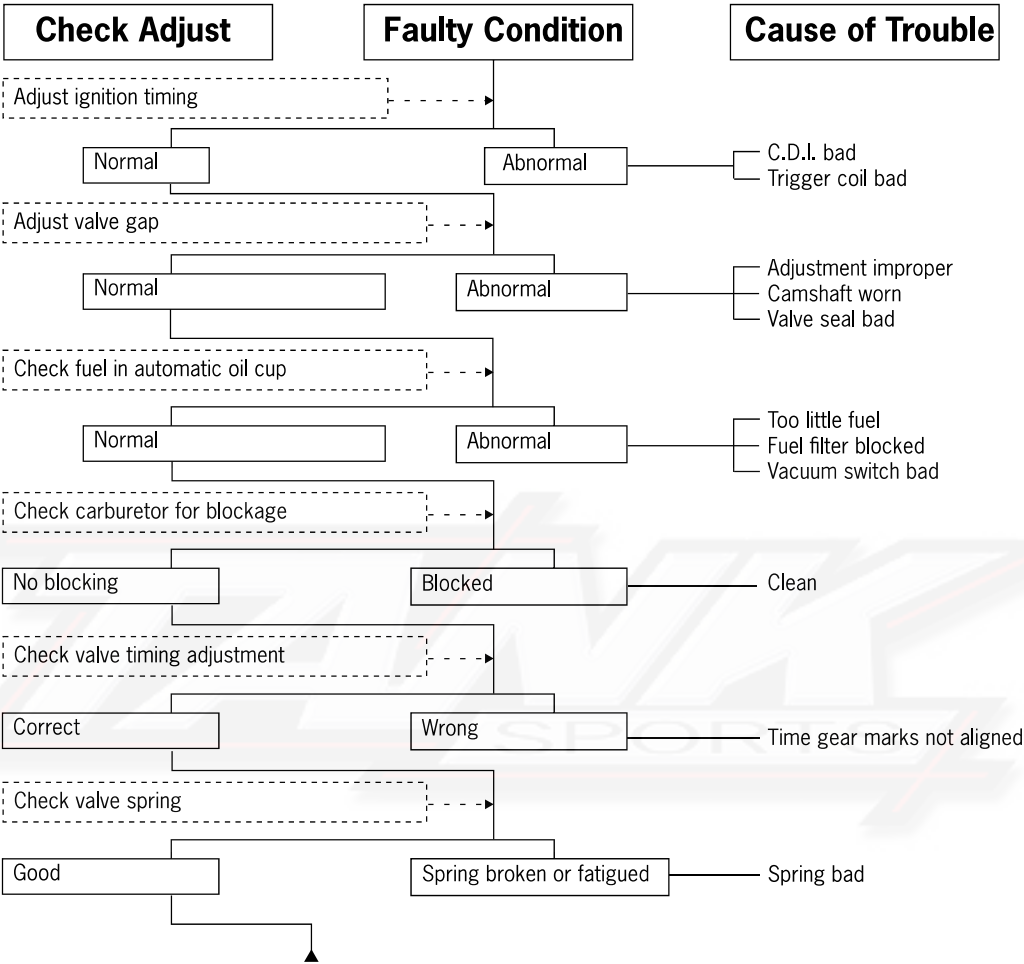 Check Adjust
Faulty Condition
Cause of Trouble
Adjust ignition timing
Normal
Abnormal
C.D.I. bad
Trigger coil bad
Adjust valve gap
Normal
Abnormal
Adjustment improper
Camshaft worn
Valve seal bad
Check fuel in automatic oil cup
Normal
Abnormal
Too little fuel
Fuel filter blocked
Vacuum switch bad
Check carburetor for blockage
No blocking
Blocked
Clean
Check valve timing adjustment
Correct
Wrong
Time gear marks not aligned
Check valve spring
Good
Spring broken or fatigued
Spring bad
TANK
SPORTS